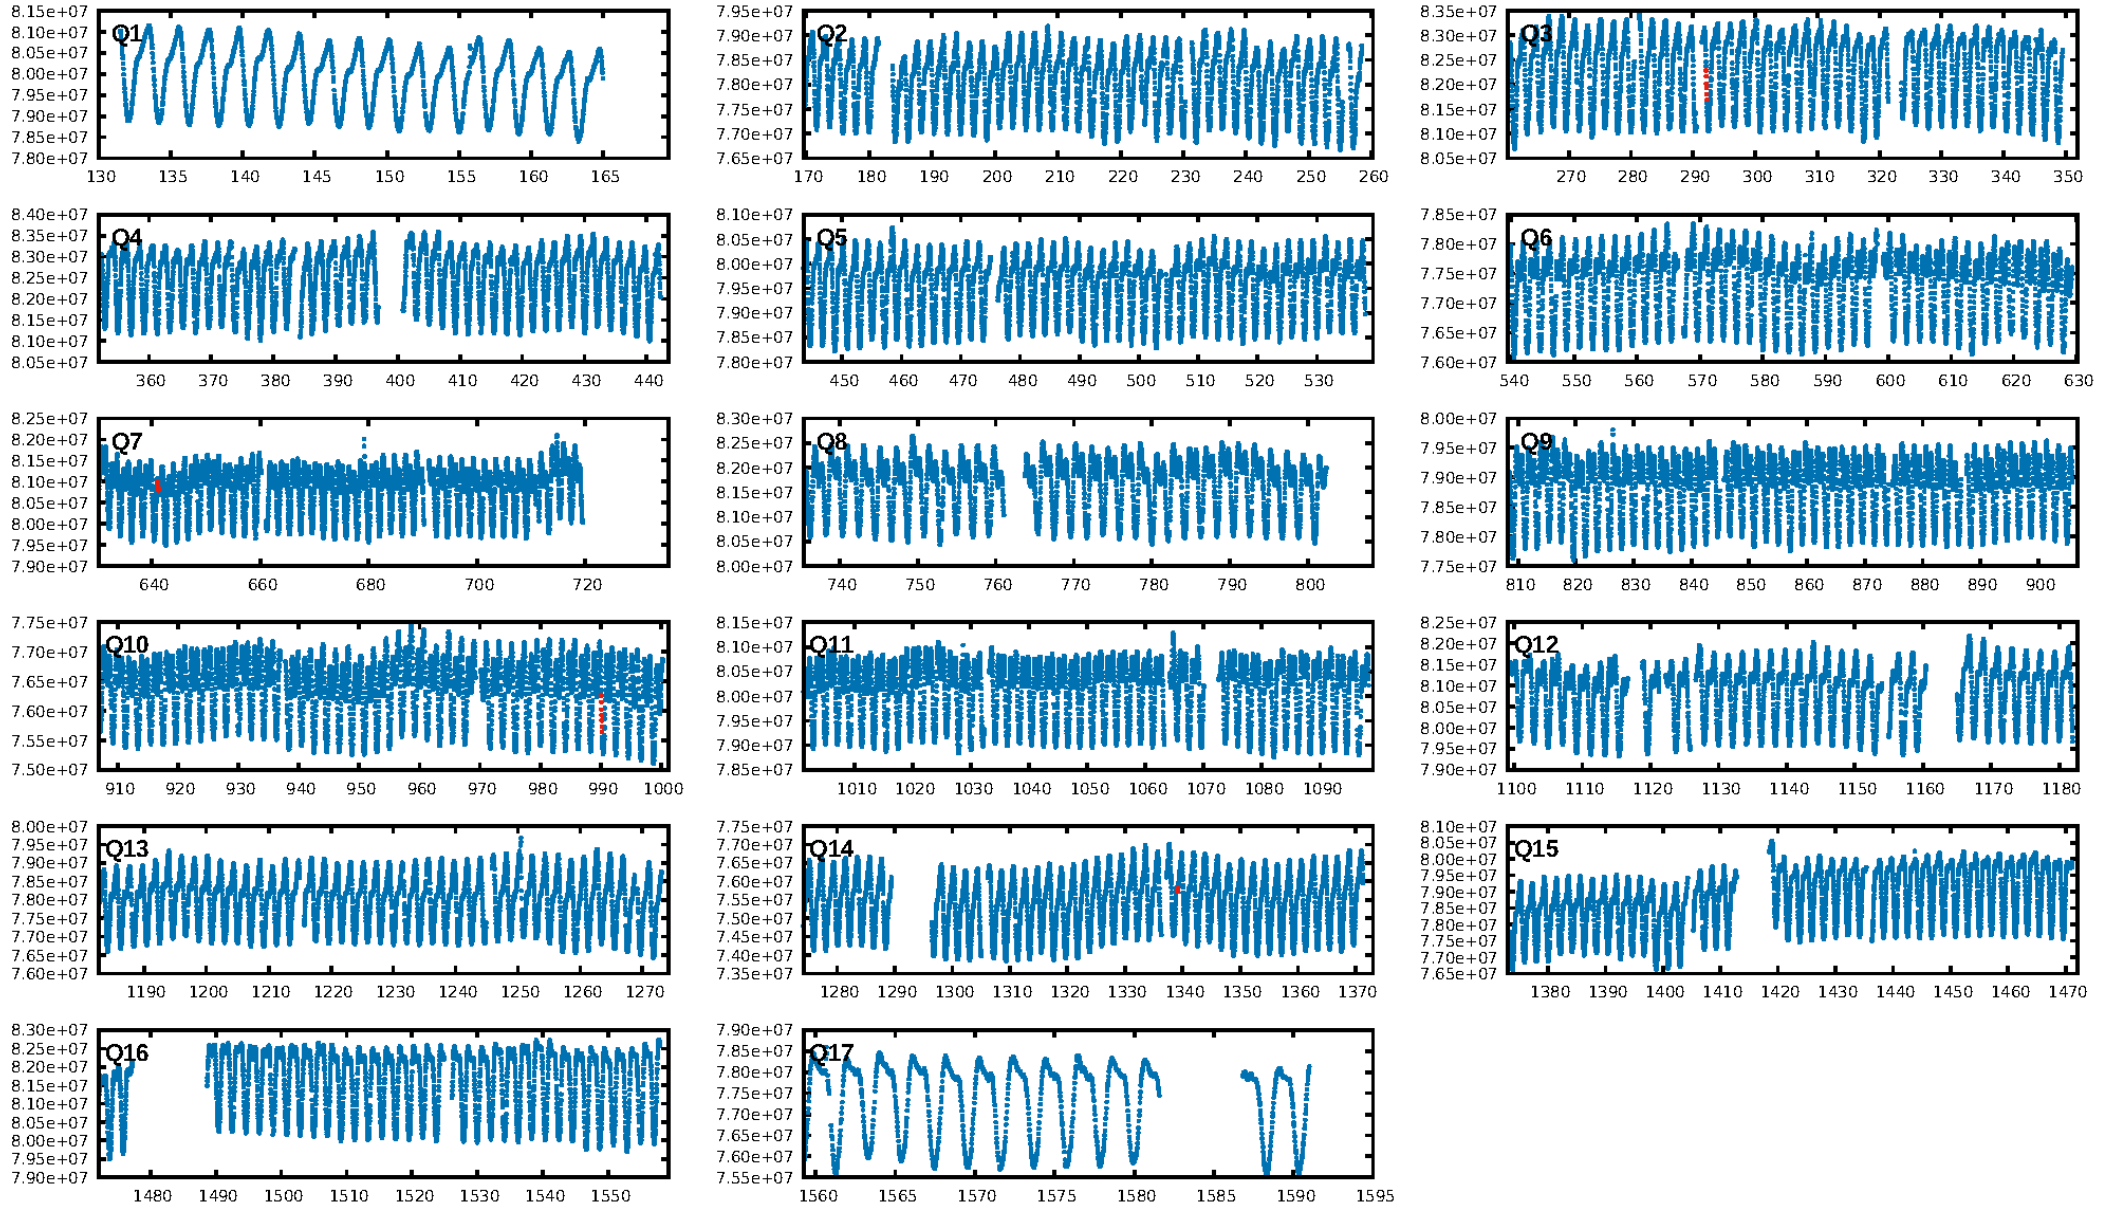 8.15e+07 8.10e+07 8.05e+07 8.00e+07 7.95e+07 7.90e+07 7.85e+07 7.80e+07
Q1
130 135 140 145 150 155 160 165
7.95e+07 7.90e+07 7.85e+07 7.80e+07 7.75e+07 7.70e+07 7.65e+07
Q2
170 180 190 200 210 220 230 240 250 260
8.35e+07 8.30e+07 8.25e+07 8.20e+07 8.15e+07 8.10e+07 8.05e+07
Q3
270 280 290 300 310 320 330 340 350
8.40e+07 8.35e+07 8.30e+07 8.25e+07 8.20e+07 8.15e+07 8.10e+07 8.05e+07
Q4
360 370 380 390 400 410 420 430 440
8.10e+07 8.05e+07 8.00e+07 7.95e+07 7.90e+07 7.85e+07 7.80e+07
Q5
450 460 470 480 490 500 510 520 530
7.85e+07 7.80e+07 7.75e+07 7.70e+07 7.65e+07 7.60e+07
Q6
540 550 560 570 580 590 600 610 620 630
8.25e+07 8.20e+07 8.15e+07 8.10e+07 8.05e+07 8.00e+07 7.95e+07 7.90e+07
Q7
640 660 680 700 720
8.30e+07 8.25e+07 8.20e+07 8.15e+07 8.10e+07 8.05e+07 8.00e+07
Q8
740 750 760 770 780 790 800
8.00e+07 7.95e+07 7.90e+07 7.85e+07 7.80e+07 7.75e+07
Q9
810 820 830 840 850 860 870 880 890 900
7.75e+07 7.70e+07 7.65e+07 7.60e+07 7.55e+07 7.50e+07
Q10
910 920 930 940 950 960 970 980 990 1000
8.15e+07 8.10e+07 8.05e+07 8.00e+07 7.95e+07 7.90e+07 7.85e+07
Q11
1010 1020 1030 1040 1050 1060 1070 1080 1090
8.25e+07 8.20e+07 8.15e+07 8.10e+07 8.05e+07 8.00e+07 7.95e+07 7.90e+07
Q12
1100 1110 1120 1130 1140 1150 1160 1170 1180
8.00e+07 7.95e+07 7.90e+07 7.85e+07 7.80e+07 7.75e+07 7.70e+07 7.65e+07 7.60e+07
Q13
1190 1200 1210 1220 1230 1240 1250 1260 1270
7.75e+07 7.70e+07 7.65e+07 7.60e+07 7.55e+07 7.50e+07 7.45e+07 7.40e+07 7.35e+07
Q14
1280 1290 1300 1310 1320 1330 1340 1350 1360 1370
8.10e+07 8.05e+07 8.00e+07 7.95e+07 7.90e+07 7.85e+07 7.80e+07 7.75e+07 7.70e+07 7.65e+07
Q15
1380 1390 1400 1410 1420 1430 1440 1450 1460 1470
8.30e+07 8.25e+07 8.20e+07 8.15e+07 8.10e+07 8.05e+07 8.00e+07 7.95e+07 7.90e+07
Q16
1480 1490 1500 1510 1520 1530 1540 1550
7.90e+07 7.85e+07 7.80e+07 7.75e+07 7.70e+07 7.65e+07 7.60e+07 7.55e+07
Q17
1560 1565 1570 1575 1580 1585 1590 1595